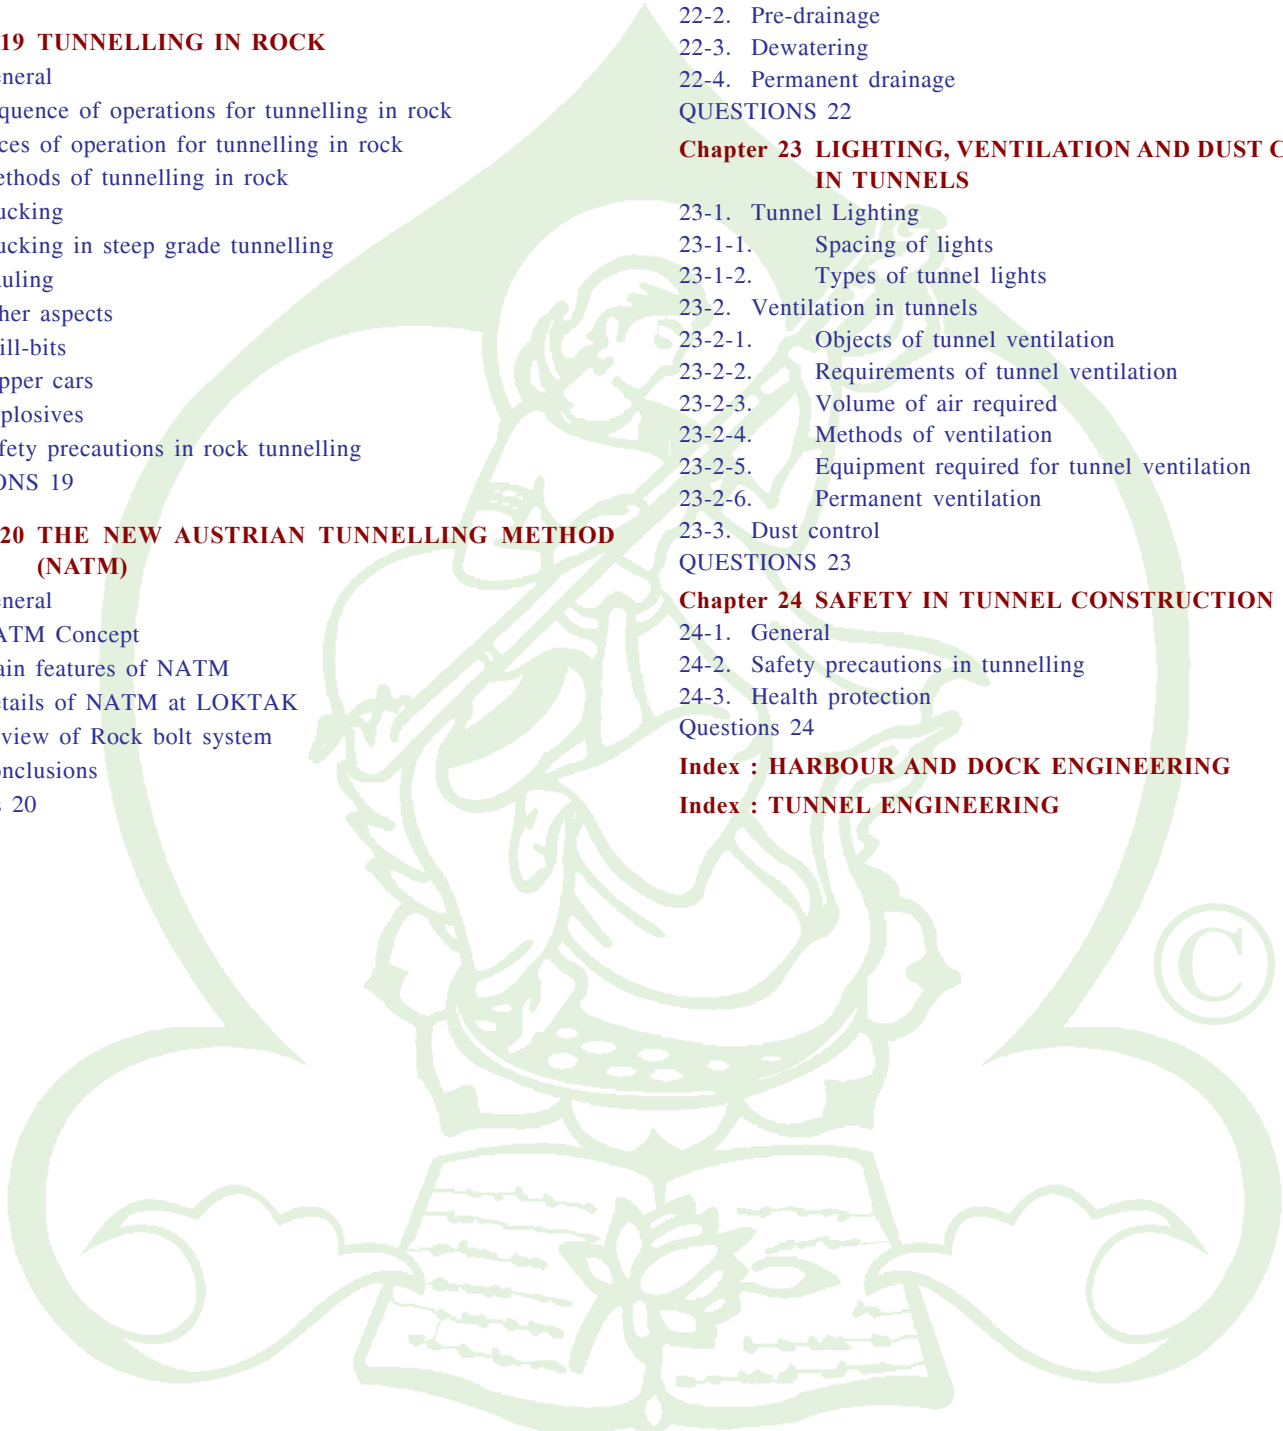 19 TUNNELLING IN ROCK
eneral
quence of operations for tunnelling in rock
ces of operation for tunnelling in rock
ethods of tunnelling in rock
ucking
ucking in steep grade tunnelling
auling
her aspects
ill-bits
pper cars
plosives
fety precautions in rock tunnelling
ONS 19
20 THE NEW AUSTRIAN TUNNELLING METHOD
(NATM)
eneral
ATM Concept
ain features of NATM
etails of NATM at LOKTAK
view of Rock bolt system
onclusions
s 20
22-2. Pre-drainage
22-3. Dewatering
22-4. Permanent drainage
QUESTIONS 22
Chapter 23 LIGHTING, VENTILATION AND DUST C
IN TUNNELS
23-1. Tunnel Lighting
23-1-1. Spacing of lights
23-1-2. Types of tunnel lights
23-2. Ventilation in tunnels
23-2-1. Objects of tunnel ventilation
23-2-2. Requirements of tunnel ventilation
23-2-3. Volume of air required
23-2-4. Methods of ventilation
23-2-5. Equipment required for tunnel ventilation
23-2-6. Permanent ventilation
23-3. Dust control
QUESTIONS 23
Chapter 24 SAFETY IN TUNNEL CONSTRUCTION
24-1. General
24-2. Safety precautions in tunnelling
24-3. Health protection
Questions 24
Index : HARBOUR AND DOCK ENGINEERING
Index : TUNNEL ENGINEERING
©